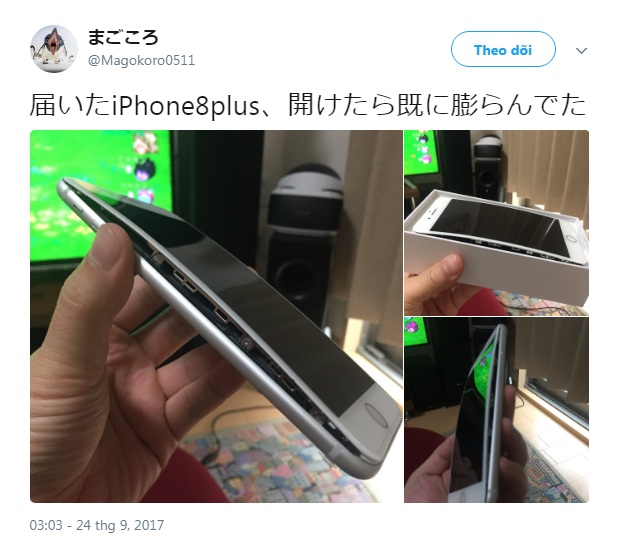 まごころ
@Magokoro0511
Theo dõi
届いたiPhone8plus、開けたら既に膨らんでた
03:03 - 24 thg 9, 2017